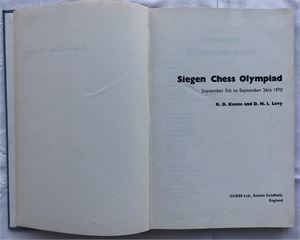 Siegen Chess Olympiad
September 5th to September 26th 1970
R. D. Keene and D. N. L. Levy
CHESS Ltd., Sutton Coldfield,
England